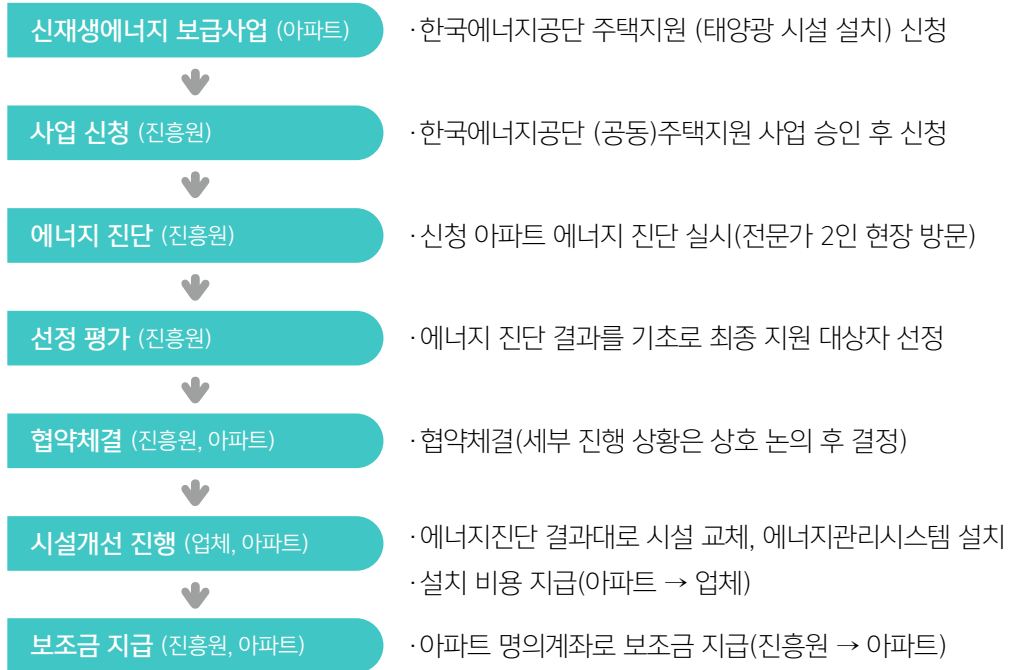 신재생에너지 보급사업 (아파트) ·한국에너지공단 주택지원 (태양광 시설 설치) 신청
사업 신청 (진흥원) ·한국에너지공단 (공동)주택지원 사업 승인 후 신청
에너지 진단 (진흥원) ·신청 아파트 에너지 진단 실시(전문가 2인 현장 방문)
선정 평가 (진흥원) ·에너지 진단 결과를 기초로 최종 지원 대상자 선정
협약체결 (진흥원, 아파트) ·협약체결(세부 진행 상황은 상호 논의 후 결정)
시설개선 진행 (업체, 아파트) ·에너지진단 결과대로 시설 교체, 에너지관리시스템 설치
·설치 비용 지급(아파트 → 업체)
보조금 지급 (진흥원, 아파트) ·아파트 명의계좌로 보조금 지급(진흥원 → 아파트)